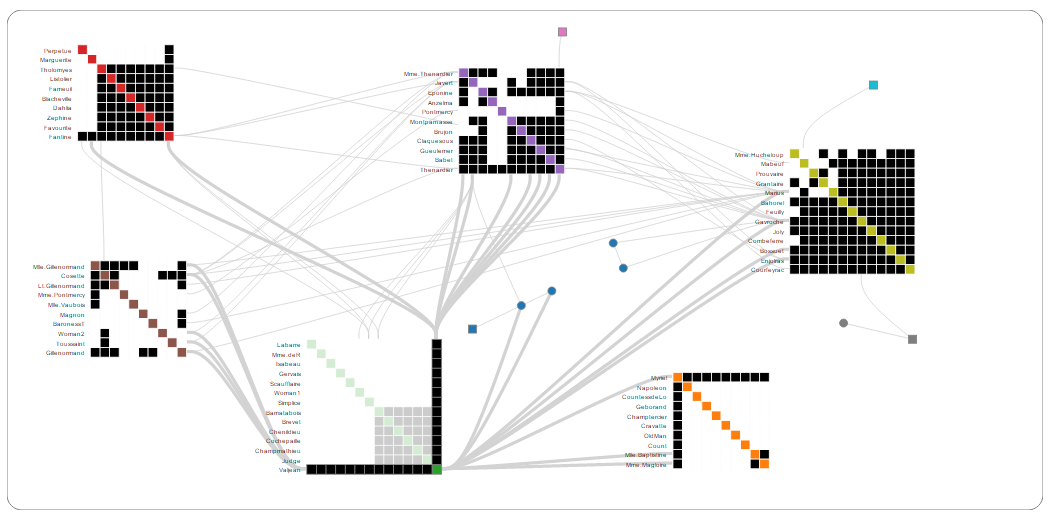 Perpetue
Marguerite
Tholomyes
Listolier
Fameuil
Blacheville
Dahlia
Zephine
Favourite
Fantine
Mme.Thenardier
Javert
Eponine
Anzelma
Pontmercy
Montparnasse
Brujon
Claquesous
Gueulemer
Babet
Thenardier
Mme.Hucheloup
Mabeuf
Prouvaire
Grantaire
Marius
Bahorel
Feuilly
Gavroche
Joly
Combeferre
Bossuet
Enjolras
Courfeyrac
Mlle.Gillenormand
Cosette
Lt.Gillenormand
Mme.Pontmercy
Mlle.Vaubois
Magnon
BaronessT
Woman2
Toussaint
Gillenormand
Labarre
Mme.deR
Isabeau
Gervais
Scaufflaire
Woman1
Simplice
Bamatabois
Brevet
Chenildieu
Cochepaille
Champmathieu
Judge
Valjean
Myriel
Napoleon
CountessdeLo
Geborand
Champtercier
Cravatte
OldMan
Count
Mlle.Baptistine
Mme.Magloire